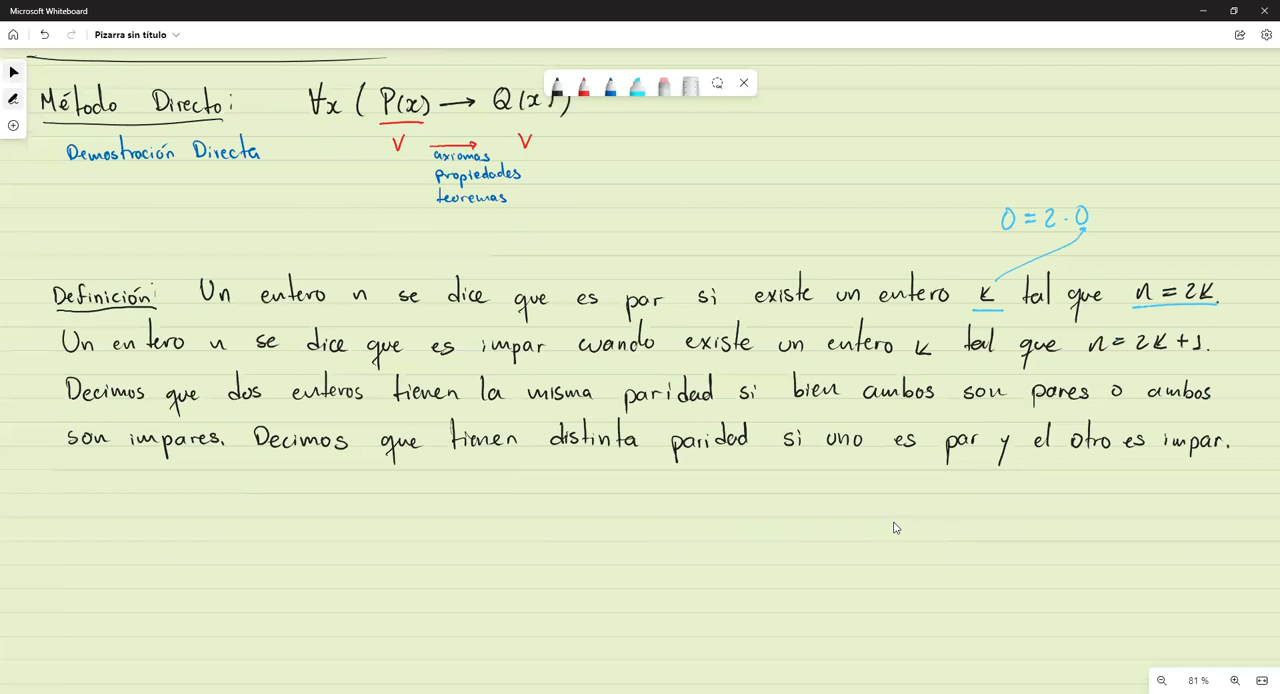 Microsoft Whiteboard
Pizarra sin título
Método Directo: ∀x ( P(x) → Q(x) )
Demostración Directa
V → V
axiomas
propiedades
teoremas
0 = 2 · 0
Definición: Un entero n se dice que es par si existe un entero k tal que n = 2k.
Un entero n se dice que es impar cuando existe un entero k tal que n = 2k + 1.
Decimos que dos enteros tienen la misma paridad si bien ambos son pares o ambos
son impares. Decimos que tienen distinta paridad si uno es par y el otro es impar.
81 %